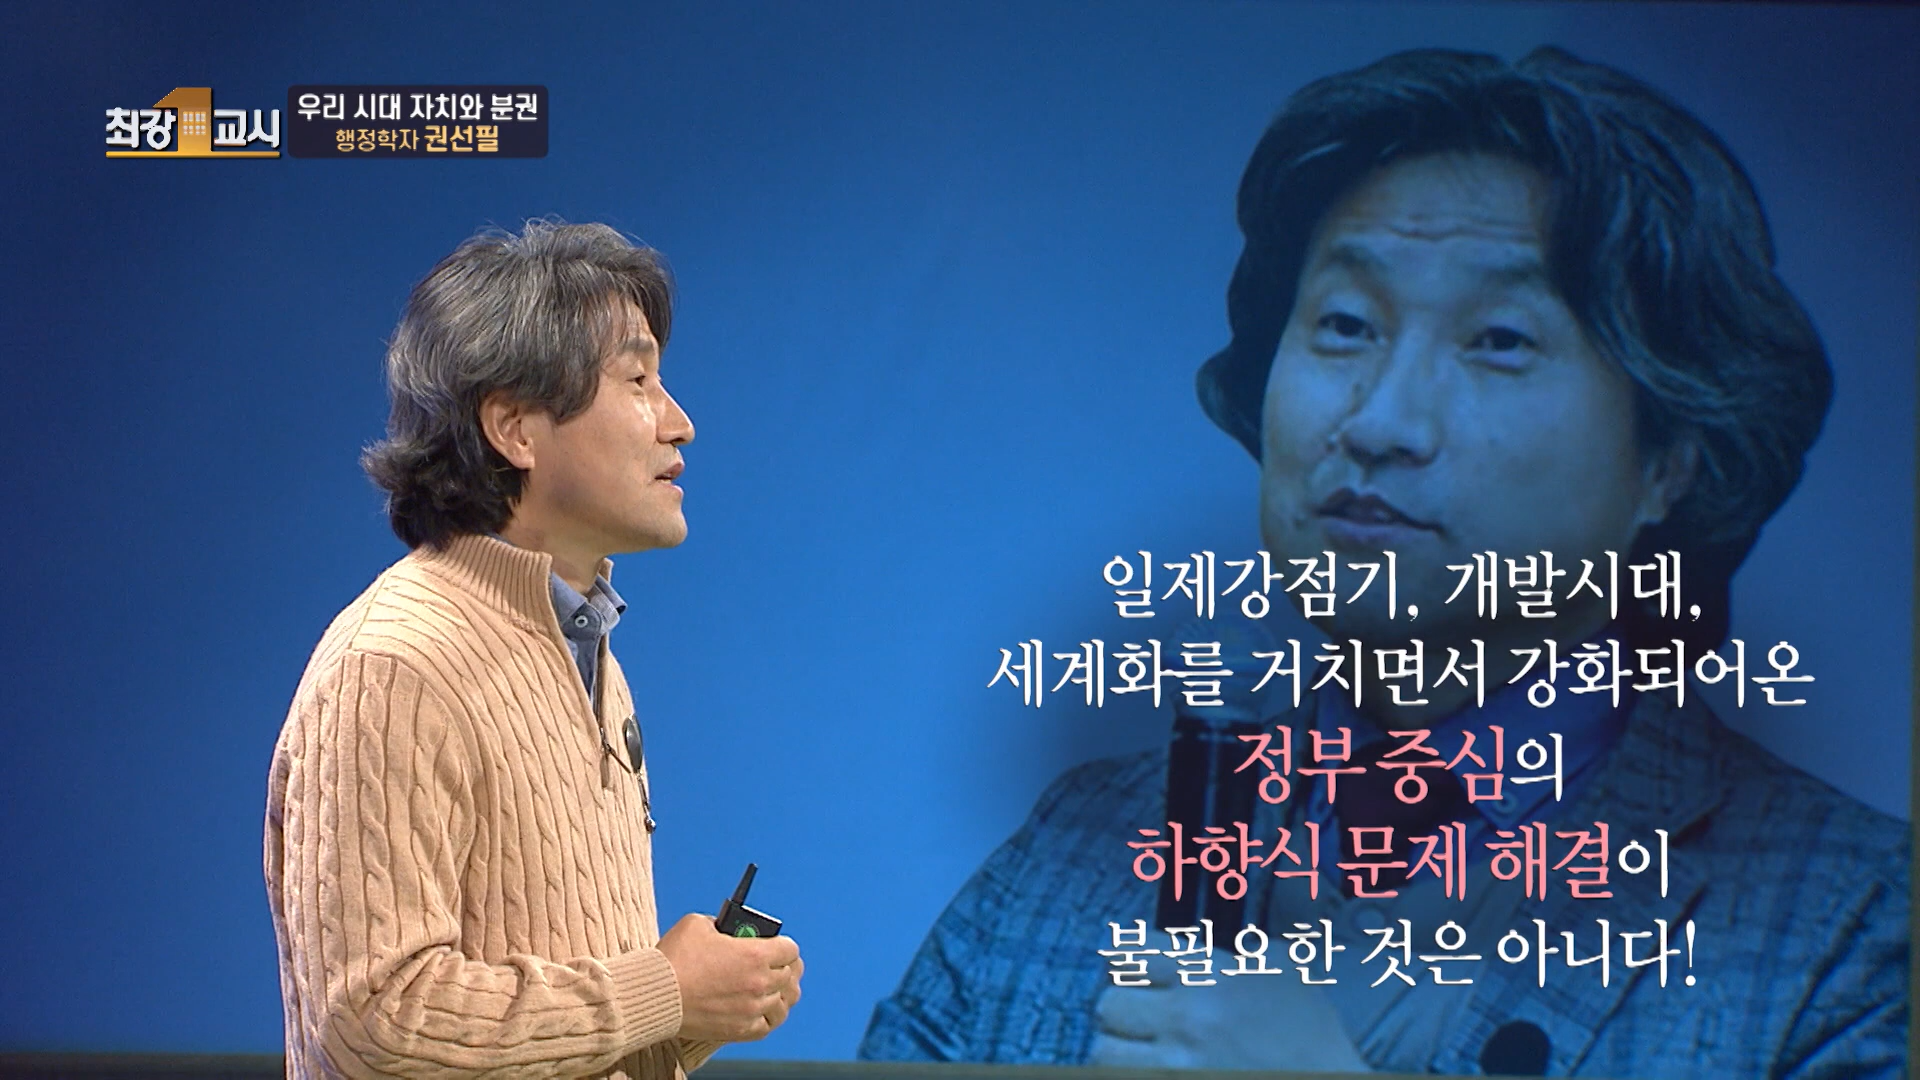 최강1교시
우리 시대 자치와 분권
행정학자 권선필
일제강점기, 개발시대,
세계화를 거치면서 강화되어온
정부 중심의
하향식 문제 해결이
불필요한 것은 아니다!